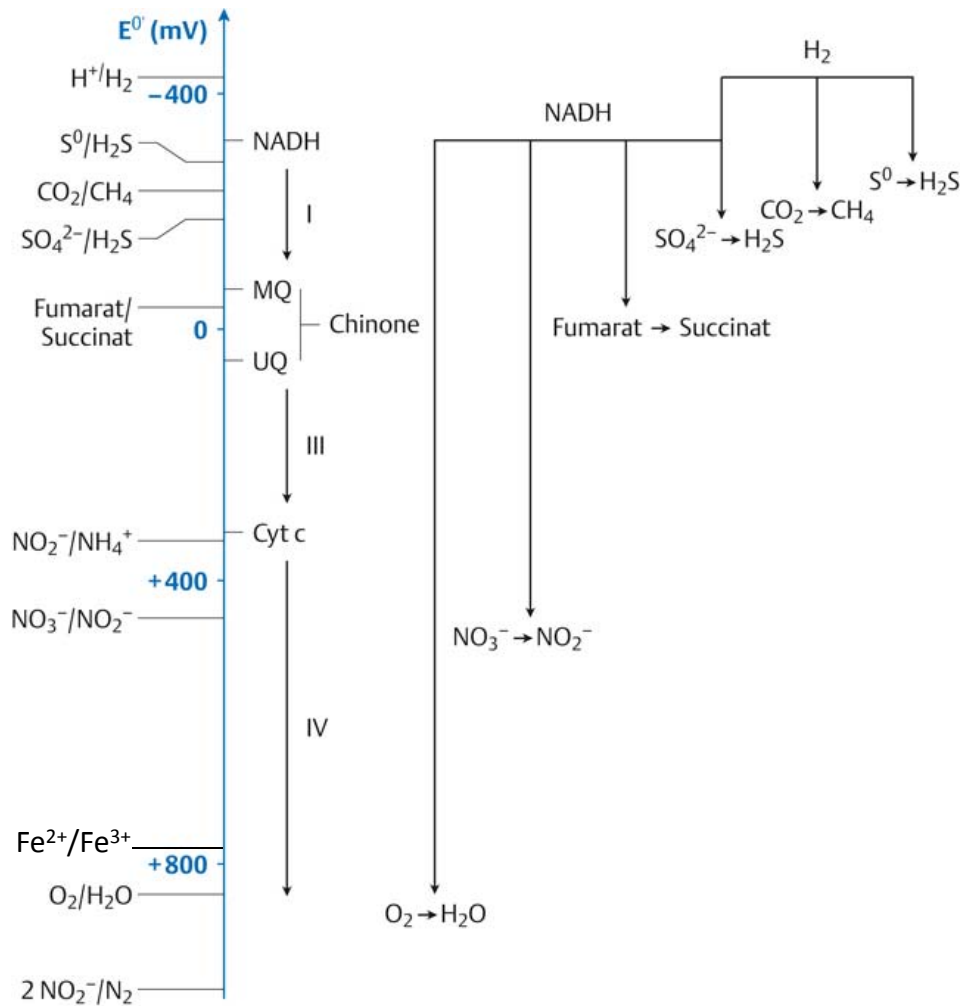 E⁰' (mV)
H⁺/H₂
−400
S⁰/H₂S
CO₂/CH₄
SO₄²⁻/H₂S
Fumarat/
Succinat
0
NO₂⁻/NH₄⁺
+400
NO₃⁻/NO₂⁻
Fe²⁺/Fe³⁺
+800
O₂/H₂O
2 NO₂⁻/N₂
NADH
I
MQ
Chinone
UQ
III
Cyt c
IV
H₂
NADH
S⁰ → H₂S
CO₂ → CH₄
SO₄²⁻ → H₂S
Fumarat → Succinat
NO₃⁻ → NO₂⁻
O₂ → H₂O